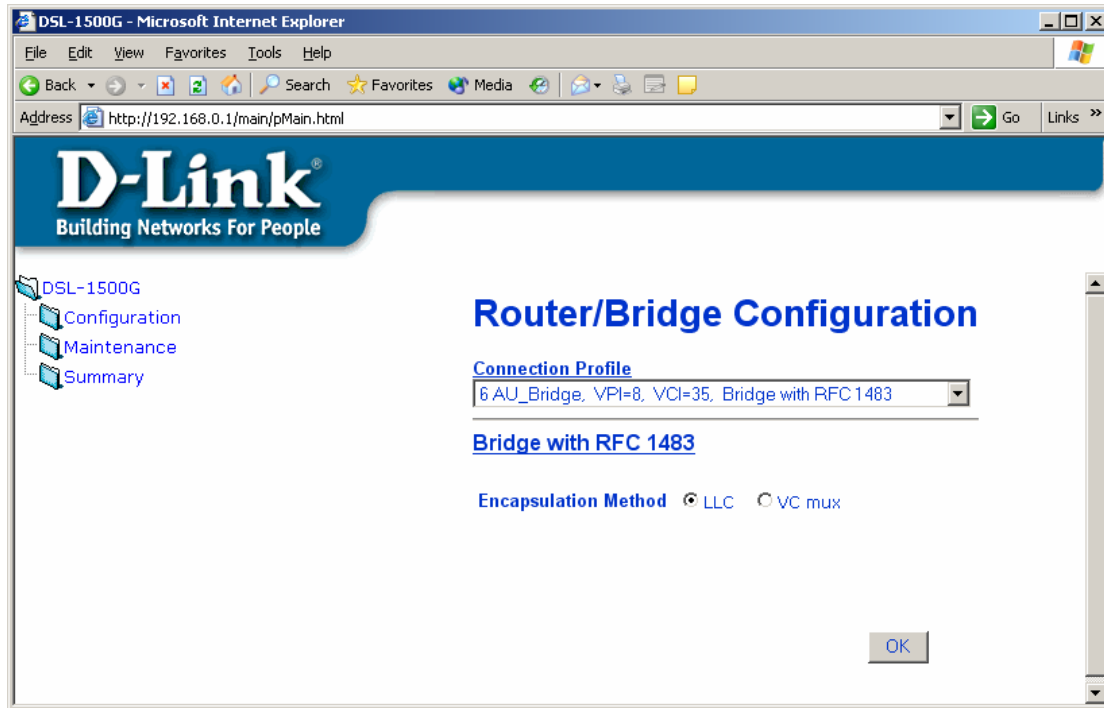 DSL-1500G - Microsoft Internet Explorer
File Edit View Favorites Tools Help
Back Search Favorites Media
Address http://192.168.0.1/main/pMain.html Go Links »
D-Link®
Building Networks For People
DSL-1500G
Configuration
Maintenance
Summary
Router/Bridge Configuration
Connection Profile
6 AU_Bridge, VPI=8, VCI=35, Bridge with RFC 1483
Bridge with RFC 1483
Encapsulation Method LLC VC mux
OK